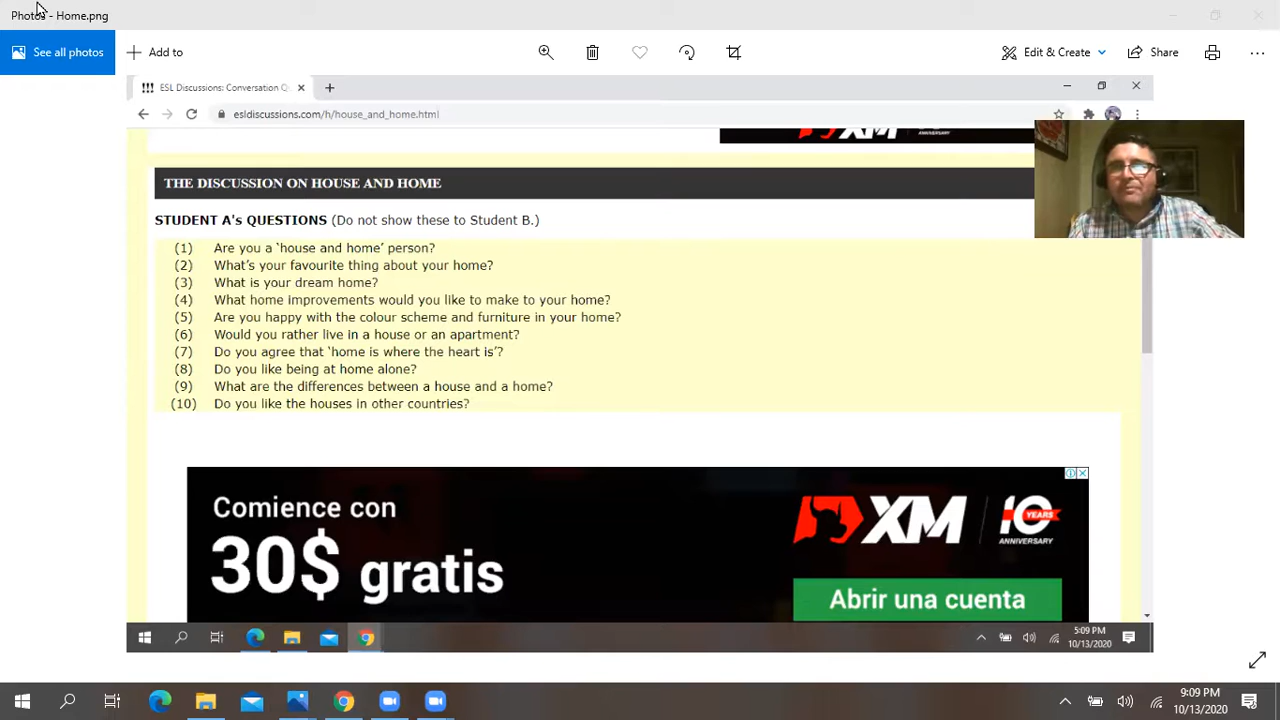 Photos - Home.png
See all photos
Add to
Edit & Create
Share
ESL Discussions: Conversation Q
esldiscussions.com/h/house_and_home.html
XM
ANNIVERSARY
THE DISCUSSION ON HOUSE AND HOME
STUDENT A's QUESTIONS (Do not show these to Student B.)
(1) Are you a 'house and home' person?
(2) What's your favourite thing about your home?
(3) What is your dream home?
(4) What home improvements would you like to make to your home?
(5) Are you happy with the colour scheme and furniture in your home?
(6) Would you rather live in a house or an apartment?
(7) Do you agree that 'home is where the heart is'?
(8) Do you like being at home alone?
(9) What are the differences between a house and a home?
(10) Do you like the houses in other countries?
Comience con
30$ gratis
XM
10 YEARS
ANNIVERSARY
Abrir una cuenta
5:09 PM
10/13/2020
9:09 PM
10/13/2020